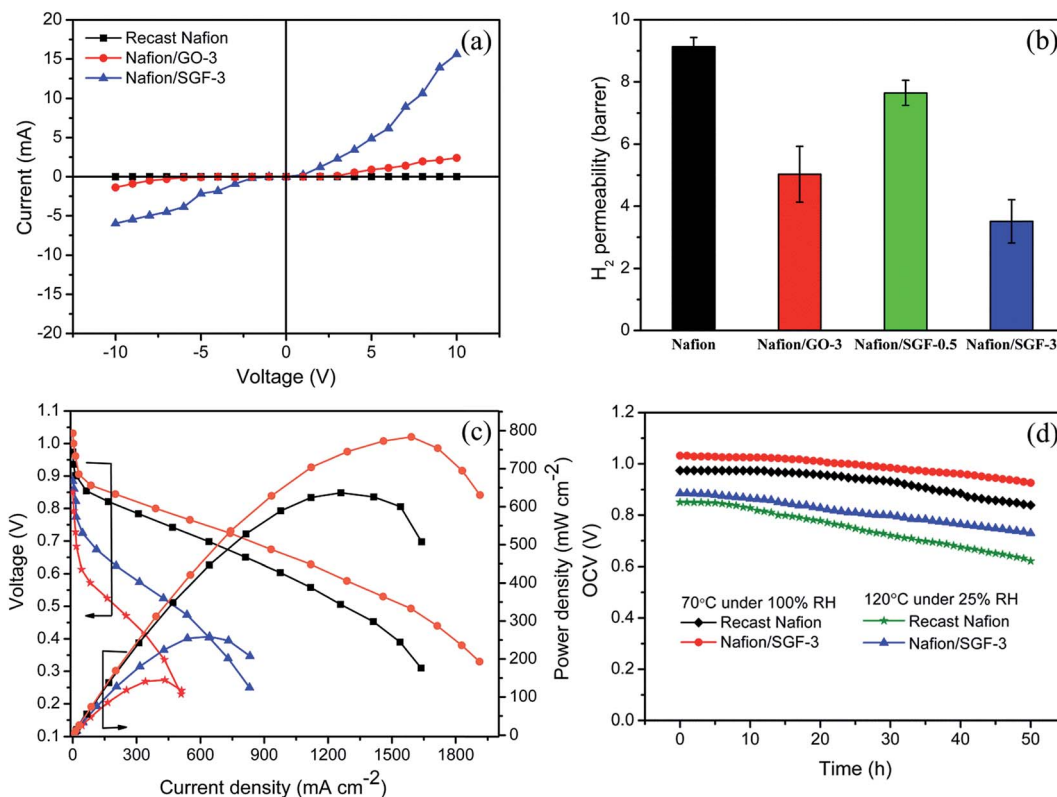 (a)
Recast Nafion
Nafion/GO-3
Nafion/SGF-3
Current (mA)
20
15
10
5
0
-5
-10
-15
-20
-10
-5
0
5
10
Voltage (V)
(b)
H2 permeability (barrer)
10
8
6
4
2
0
Nafion
Nafion/GO-3
Nafion/SGF-0.5
Nafion/SGF-3
(c)
Voltage (V)
1.1
1.0
0.9
0.8
0.7
0.6
0.5
0.4
0.3
0.2
0.1
0
300
600
900
1200
1500
1800
Current density (mA cm-2)
800
700
600
500
400
300
200
100
0
Power density (mW cm-2)
(d)
OCV (V)
1.2
1.0
0.8
0.6
0.4
0.2
0.0
70°C under 100% RH
Recast Nafion
Nafion/SGF-3
120°C under 25% RH
Recast Nafion
Nafion/SGF-3
0
10
20
30
40
50
Time (h)